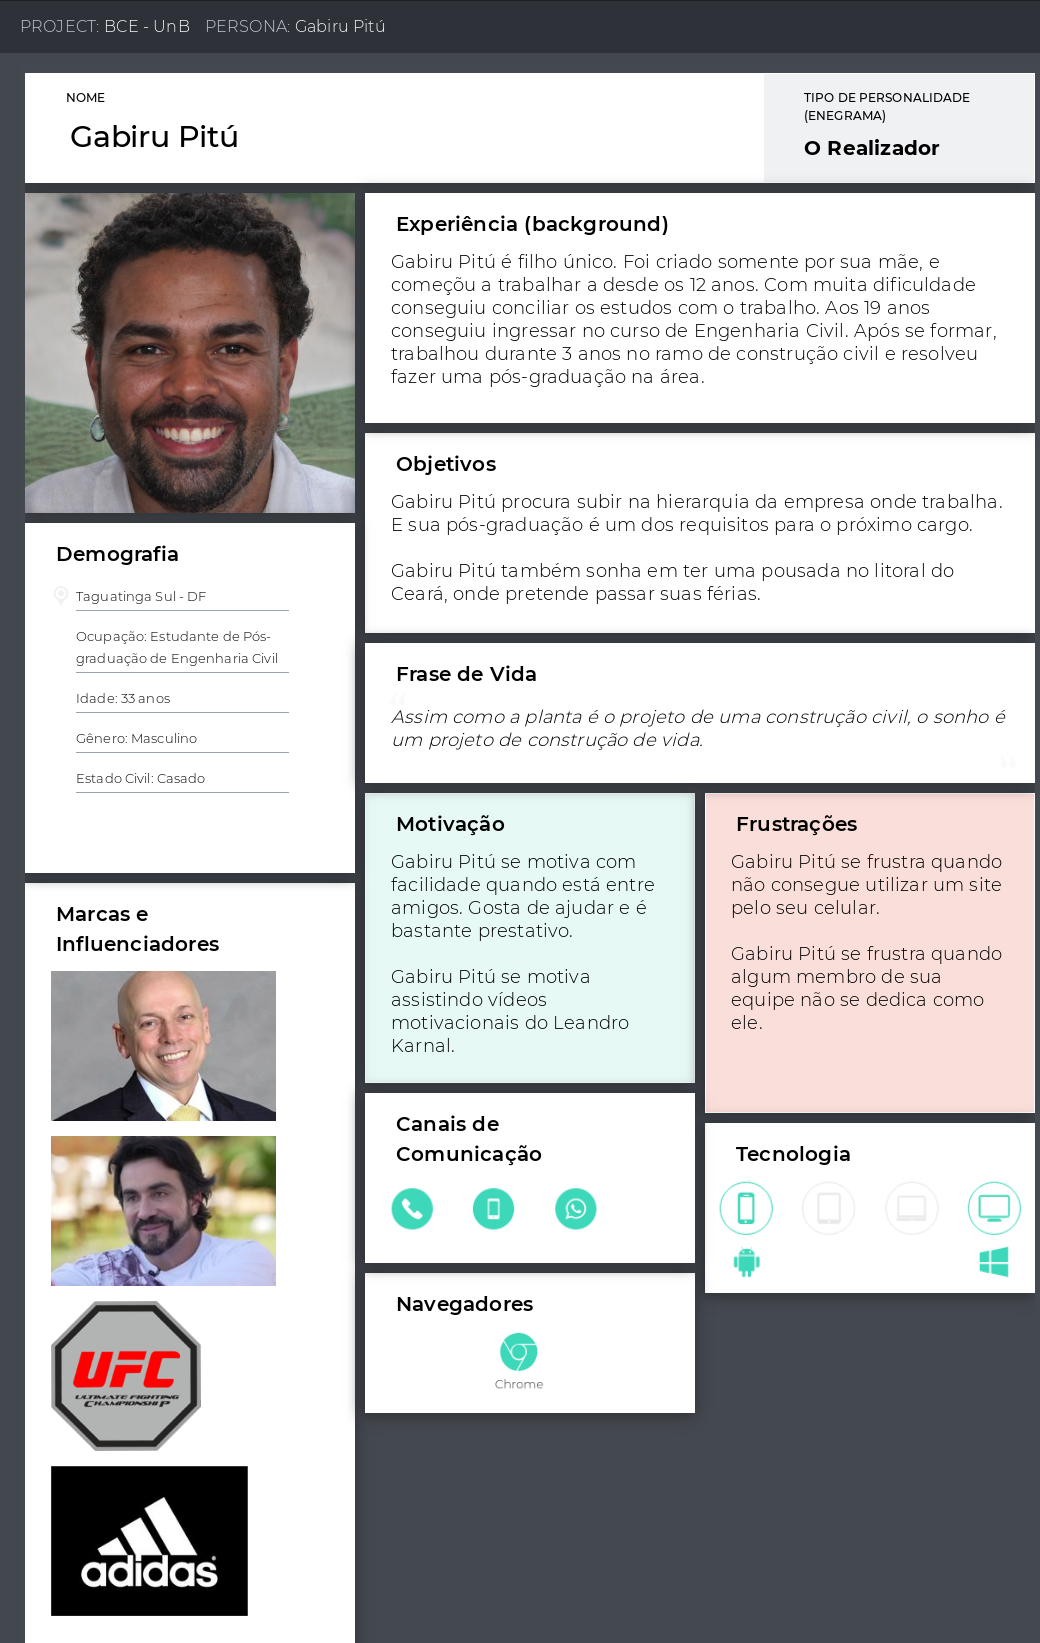 PROJECT: BCE - UnB PERSONA: Gabiru Pitú
NOME
Gabiru Pitú
TIPO DE PERSONALIDADE
(ENEGRAMA)
O Realizador
Experiência (background)
Gabiru Pitú é filho único. Foi criado somente por sua mãe, e
começõu a trabalhar a desde os 12 anos. Com muita dificuldade
conseguiu conciliar os estudos com o trabalho. Aos 19 anos
conseguiu ingressar no curso de Engenharia Civil. Após se formar,
trabalhou durante 3 anos no ramo de construção civil e resolveu
fazer uma pós-graduação na área.
Objetivos
Gabiru Pitú procura subir na hierarquia da empresa onde trabalha.
E sua pós-graduação é um dos requisitos para o próximo cargo.
Gabiru Pitú também sonha em ter uma pousada no litoral do
Ceará, onde pretende passar suas férias.
Demografia
Taguatinga Sul - DF
Ocupação: Estudante de Pós-
graduação de Engenharia Civil
Idade: 33 anos
Gênero: Masculino
Estado Civil: Casado
Frase de Vida
Assim como a planta é o projeto de uma construção civil, o sonho é
um projeto de construção de vida.
Motivação
Gabiru Pitú se motiva com
facilidade quando está entre
amigos. Gosta de ajudar e é
bastante prestativo.
Gabiru Pitú se motiva
assistindo vídeos
motivacionais do Leandro
Karnal.
Frustrações
Gabiru Pitú se frustra quando
não consegue utilizar um site
pelo seu celular.
Gabiru Pitú se frustra quando
algum membro de sua
equipe não se dedica como
ele.
Marcas e
Influenciadores
UFC
ULTIMATE FIGHTING
CHAMPIONSHIP
adidas
Canais de
Comunicação
Tecnologia
Navegadores
Chrome